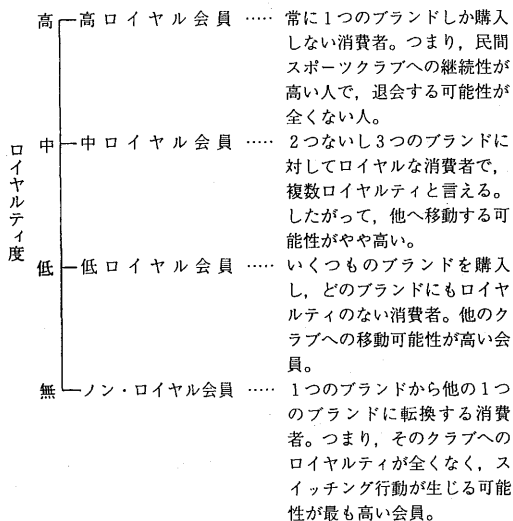 高 高ロイヤル会員 ‥‥‥ 常に1つのブランドしか購入
しない消費者。つまり，民間
スポーツクラブへの継続性が
高い人で，退会する可能性が
全くない人。
中 中ロイヤル会員 ‥‥‥ 2つないし3つのブランドに
対してロイヤルな消費者で，
複数ロイヤルティと言える。
したがって，他へ移動する可
能性がやや高い。
ロイヤルティ度
低 低ロイヤル会員 ‥‥‥ いくつものブランドを購入
し，どのブランドにもロイヤ
ルティのない消費者。他のク
ラブへの移動可能性が高い会
員。
無 ノン・ロイヤル会員 ‥‥‥ 1つのブランドから他の1つ
のブランドに転換する消費
者。つまり，そのクラブへの
ロイヤルティが全くなく，ス
イッチング行動が生じる可能
性が最も高い会員。